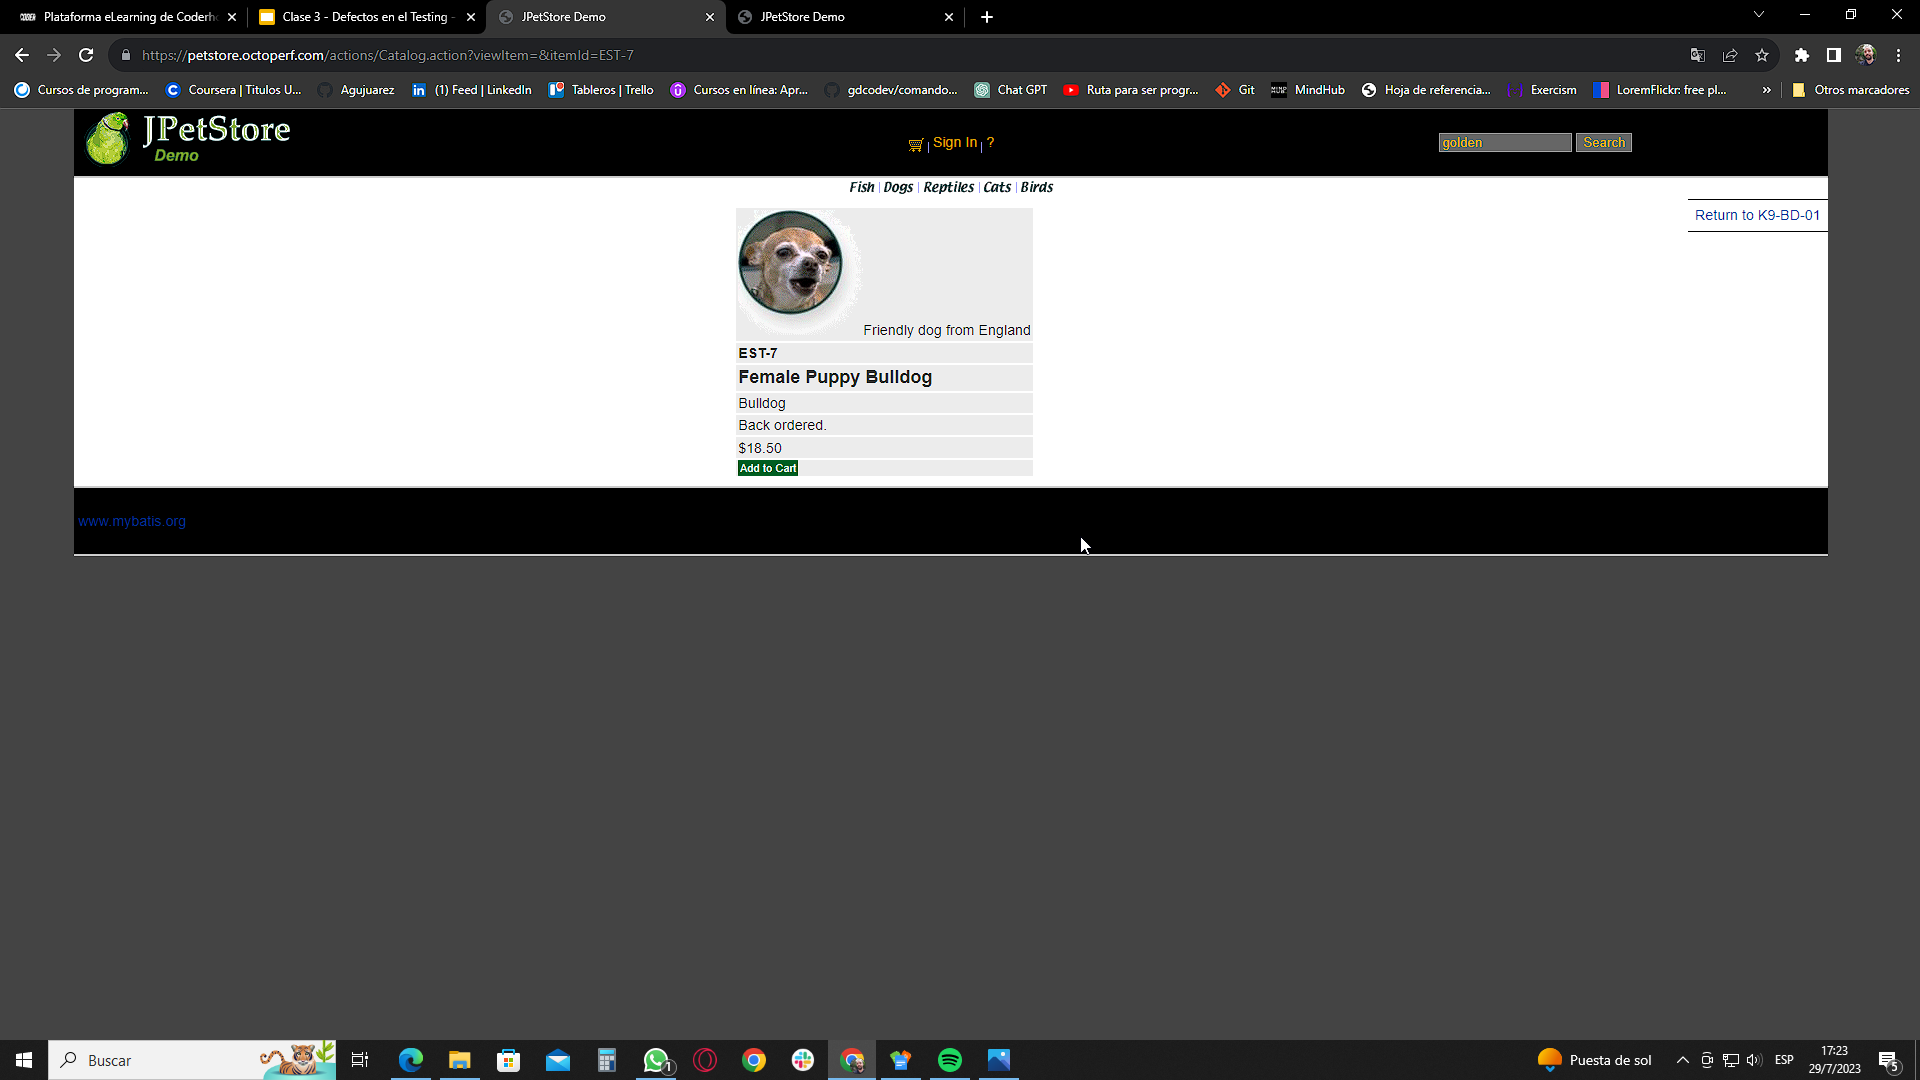 Plataforma eLearning de Coderh
Clase 3 - Defectos en el Testing -
JPetStore Demo
JPetStore Demo
https://petstore.octoperf.com/actions/Catalog.action?viewItem=&itemId=EST-7
Cursos de program...
Coursera | Titulos U...
Agujuarez
(1) Feed | LinkedIn
Tableros | Trello
Cursos en línea: Apr...
gdcodev/comando...
Chat GPT
Ruta para ser progr...
Git
MindHub
Hoja de referencia...
Exercism
LoremFlickr: free pl...
»
Otros marcadores
JPetStore
Demo
Sign In | ?
golden
Search
Fish | Dogs | Reptiles | Cats | Birds
Return to K9-BD-01
Friendly dog from England
EST-7
Female Puppy Bulldog
Bulldog
Back ordered.
$18.50
Add to Cart
www.mybatis.org
Buscar
1
Puesta de sol
ESP
17:23
29/7/2023
5